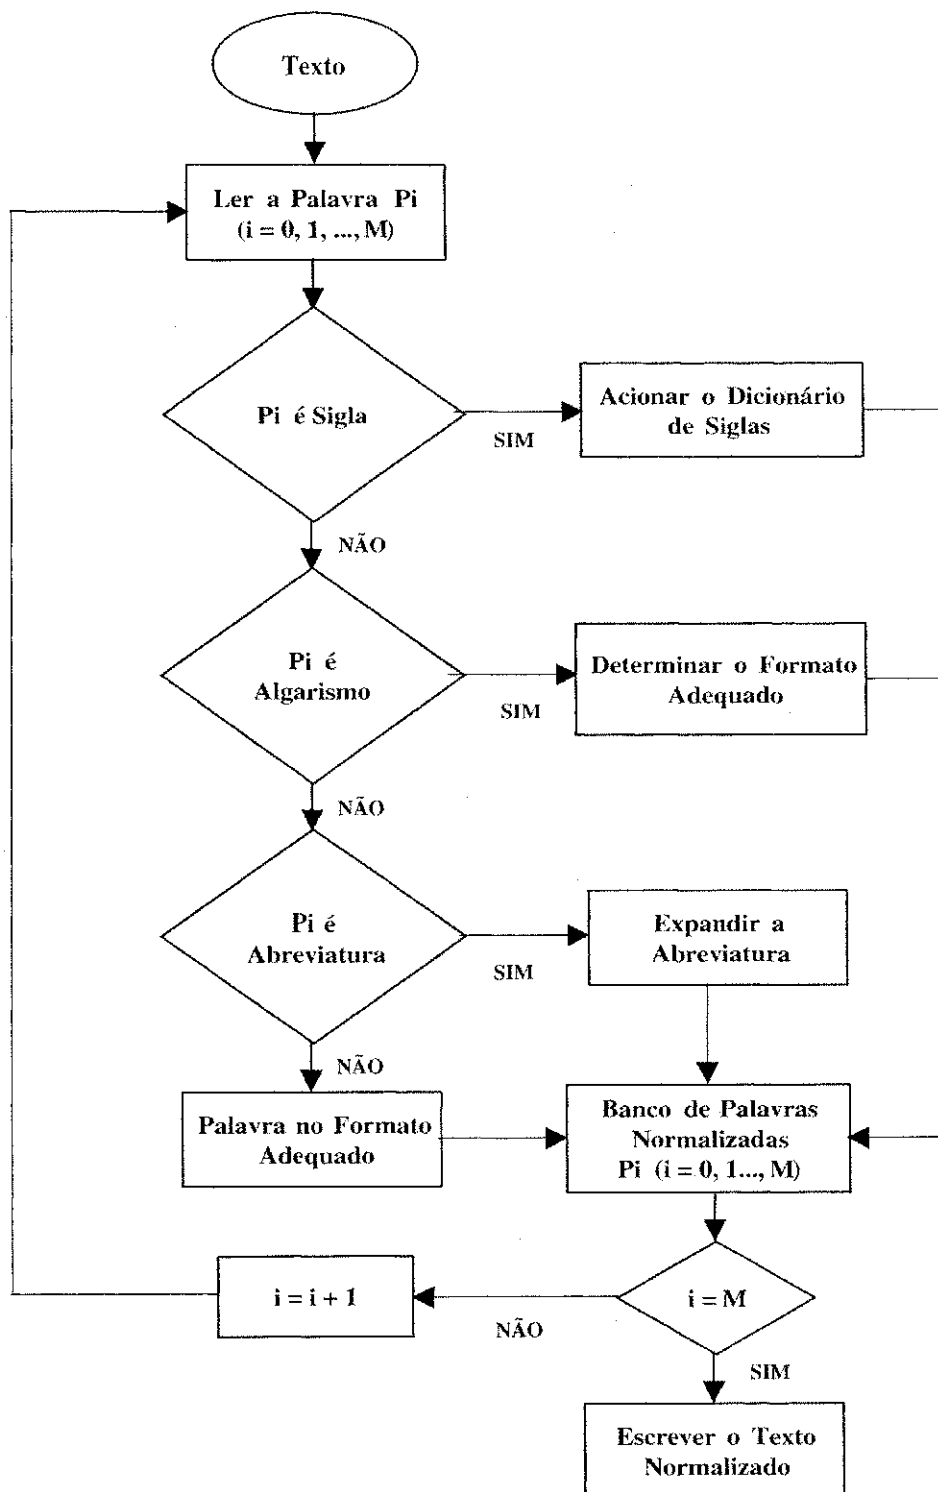 Texto
Ler a Palavra Pi
(i = 0, 1, ..., M)
Pi é Sigla
SIM
Acionar o Dicionário
de Siglas
NÃO
Pi é
Algarismo
SIM
Determinar o Formato
Adequado
NÃO
Pi é
Abreviatura
SIM
Expandir a
Abreviatura
NÃO
Palavra no Formato
Adequado
Banco de Palavras
Normalizadas
Pi (i = 0, 1..., M)
i = M
NÃO
i = i + 1
SIM
Escrever o Texto
Normalizado